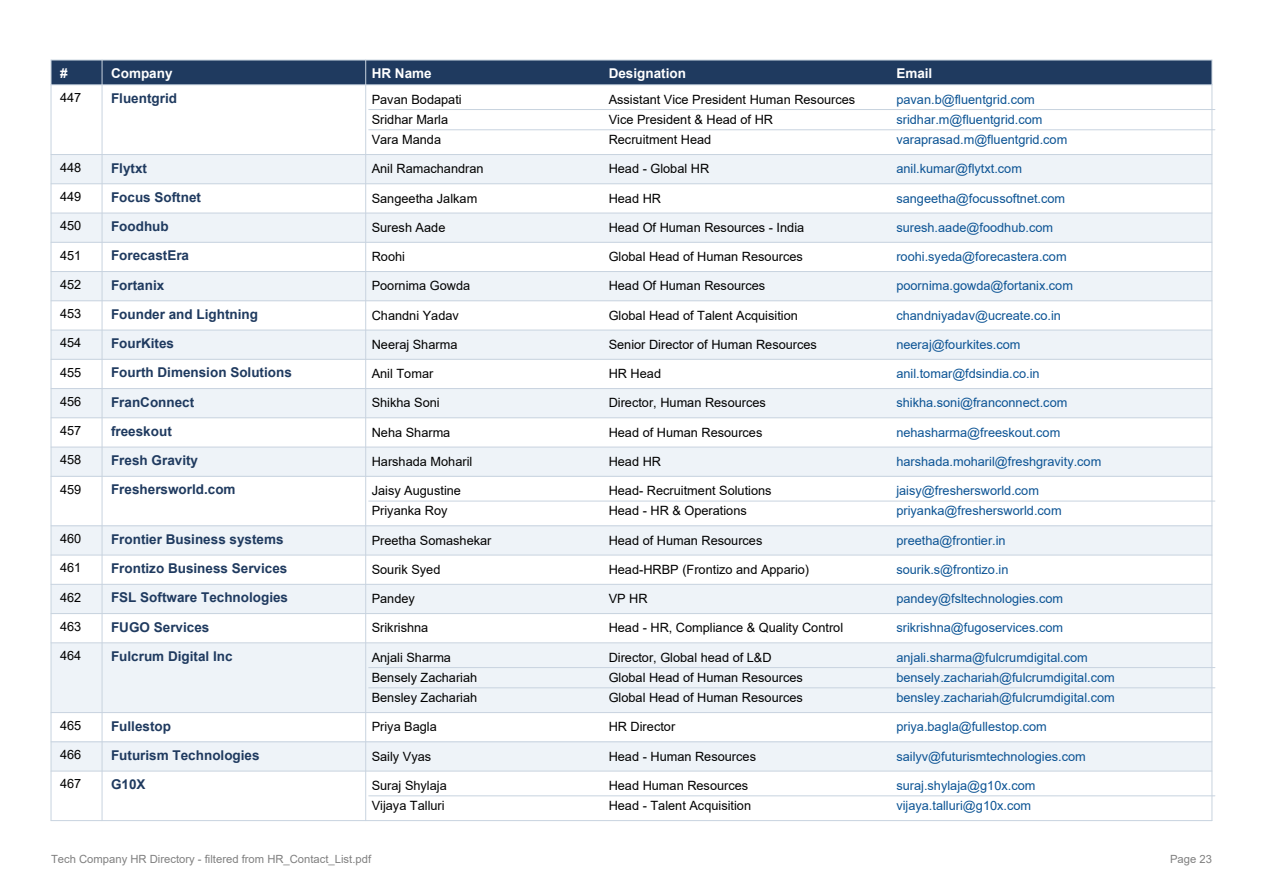 # Company HR Name Designation Email
447 Fluentgrid Pavan Bodapati Assistant Vice President Human Resources pavan.b@fluentgrid.com
Sridhar Marla Vice President & Head of HR sridhar.m@fluentgrid.com
Vara Manda Recruitment Head varaprasad.m@fluentgrid.com
448 Flytxt Anil Ramachandran Head - Global HR anil.kumar@flytxt.com
449 Focus Softnet Sangeetha Jalkam Head HR sangeetha@focussoftnet.com
450 Foodhub Suresh Aade Head Of Human Resources - India suresh.aade@foodhub.com
451 ForecastEra Roohi Global Head of Human Resources roohi.syeda@forecastera.com
452 Fortanix Poornima Gowda Head Of Human Resources poornima.gowda@fortanix.com
453 Founder and Lightning Chandni Yadav Global Head of Talent Acquisition chandniyadav@ucreate.co.in
454 FourKites Neeraj Sharma Senior Director of Human Resources neeraj@fourkites.com
455 Fourth Dimension Solutions Anil Tomar HR Head anil.tomar@fdsindia.co.in
456 FranConnect Shikha Soni Director, Human Resources shikha.soni@franconnect.com
457 freeskout Neha Sharma Head of Human Resources nehasharma@freeskout.com
458 Fresh Gravity Harshada Moharil Head HR harshada.moharil@freshgravity.com
459 Freshersworld.com Jaisy Augustine Head- Recruitment Solutions jaisy@freshersworld.com
Priyanka Roy Head - HR & Operations priyanka@freshersworld.com
460 Frontier Business systems Preetha Somashekar Head of Human Resources preetha@frontier.in
461 Frontizo Business Services Sourik Syed Head-HRBP (Frontizo and Appario) sourik.s@frontizo.in
462 FSL Software Technologies Pandey VP HR pandey@fsltechnologies.com
463 FUGO Services Srikrishna Head - HR, Compliance & Quality Control srikrishna@fugoservices.com
464 Fulcrum Digital Inc Anjali Sharma Director, Global head of L&D anjali.sharma@fulcrumdigital.com
Bensely Zachariah Global Head of Human Resources bensely.zachariah@fulcrumdigital.com
Bensley Zachariah Global Head of Human Resources bensley.zachariah@fulcrumdigital.com
465 Fullestop Priya Bagla HR Director priya.bagla@fullestop.com
466 Futurism Technologies Saily Vyas Head - Human Resources sailyv@futurismtechnologies.com
467 G10X Suraj Shylaja Head Human Resources suraj.shylaja@g10x.com
Vijaya Talluri Head - Talent Acquisition vijaya.talluri@g10x.com
Tech Company HR Directory - filtered from HR_Contact_List.pdf Page 23